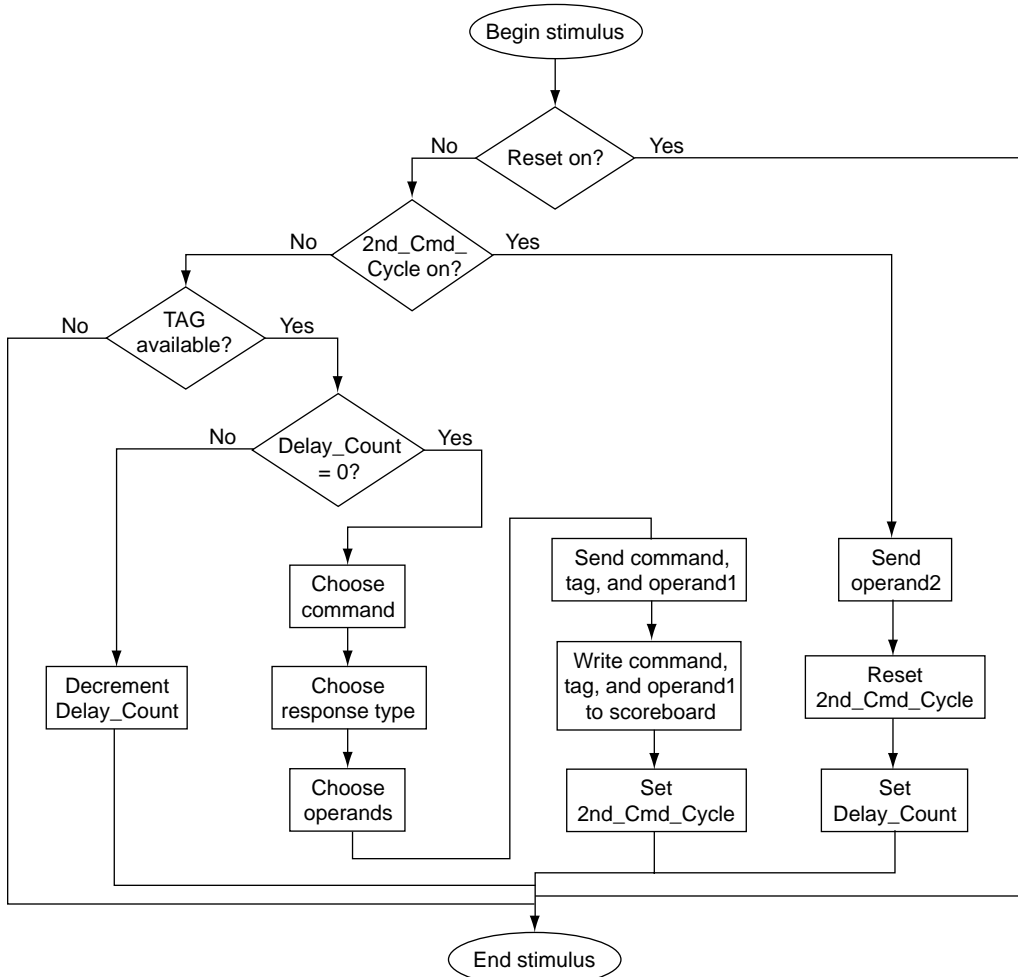 Begin stimulus
Reset on?
No
Yes
2nd_Cmd_
Cycle on?
No
Yes
TAG
available?
No
Yes
Delay_Count
= 0?
No
Yes
Decrement
Delay_Count
Choose
command
Choose
response type
Choose
operands
Send command,
tag, and operand1
Write command,
tag, and operand1
to scoreboard
Set
2nd_Cmd_Cycle
Send
operand2
Reset
2nd_Cmd_Cycle
Set
Delay_Count
End stimulus